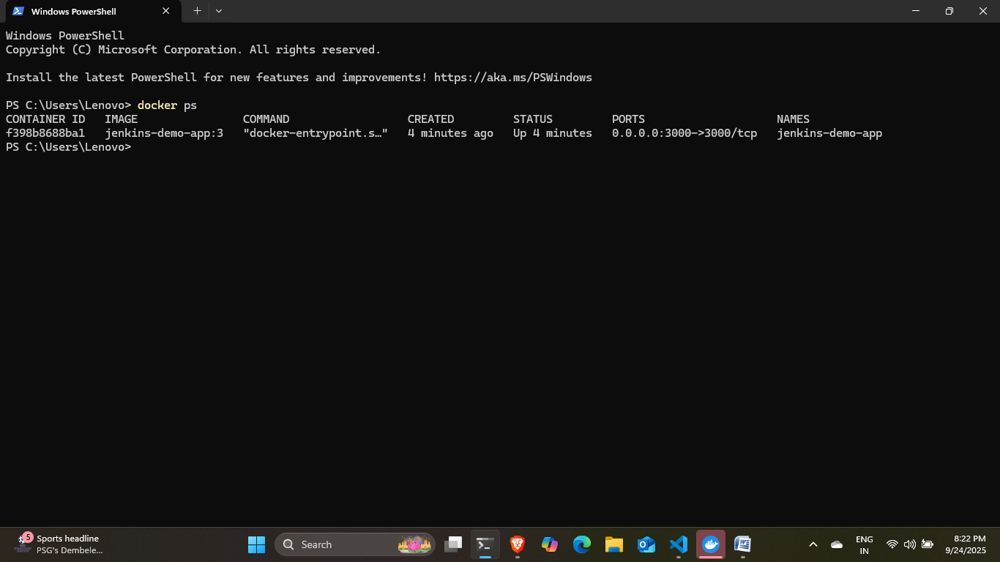 Windows PowerShell
Windows PowerShell
Copyright (C) Microsoft Corporation. All rights reserved.
Install the latest PowerShell for new features and improvements! https://aka.ms/PSWindows
PS C:\Users\Lenovo> docker ps
CONTAINER ID   IMAGE                COMMAND                  CREATED         STATUS         PORTS                    NAMES
f398b8688ba1   jenkins-demo-app:3   "docker-entrypoint.s…"   4 minutes ago   Up 4 minutes   0.0.0.0:3000->3000/tcp   jenkins-demo-app
PS C:\Users\Lenovo>
5
Sports headline
PSG's Dembele...
Search
ENG
IN
8:22 PM
9/24/2025